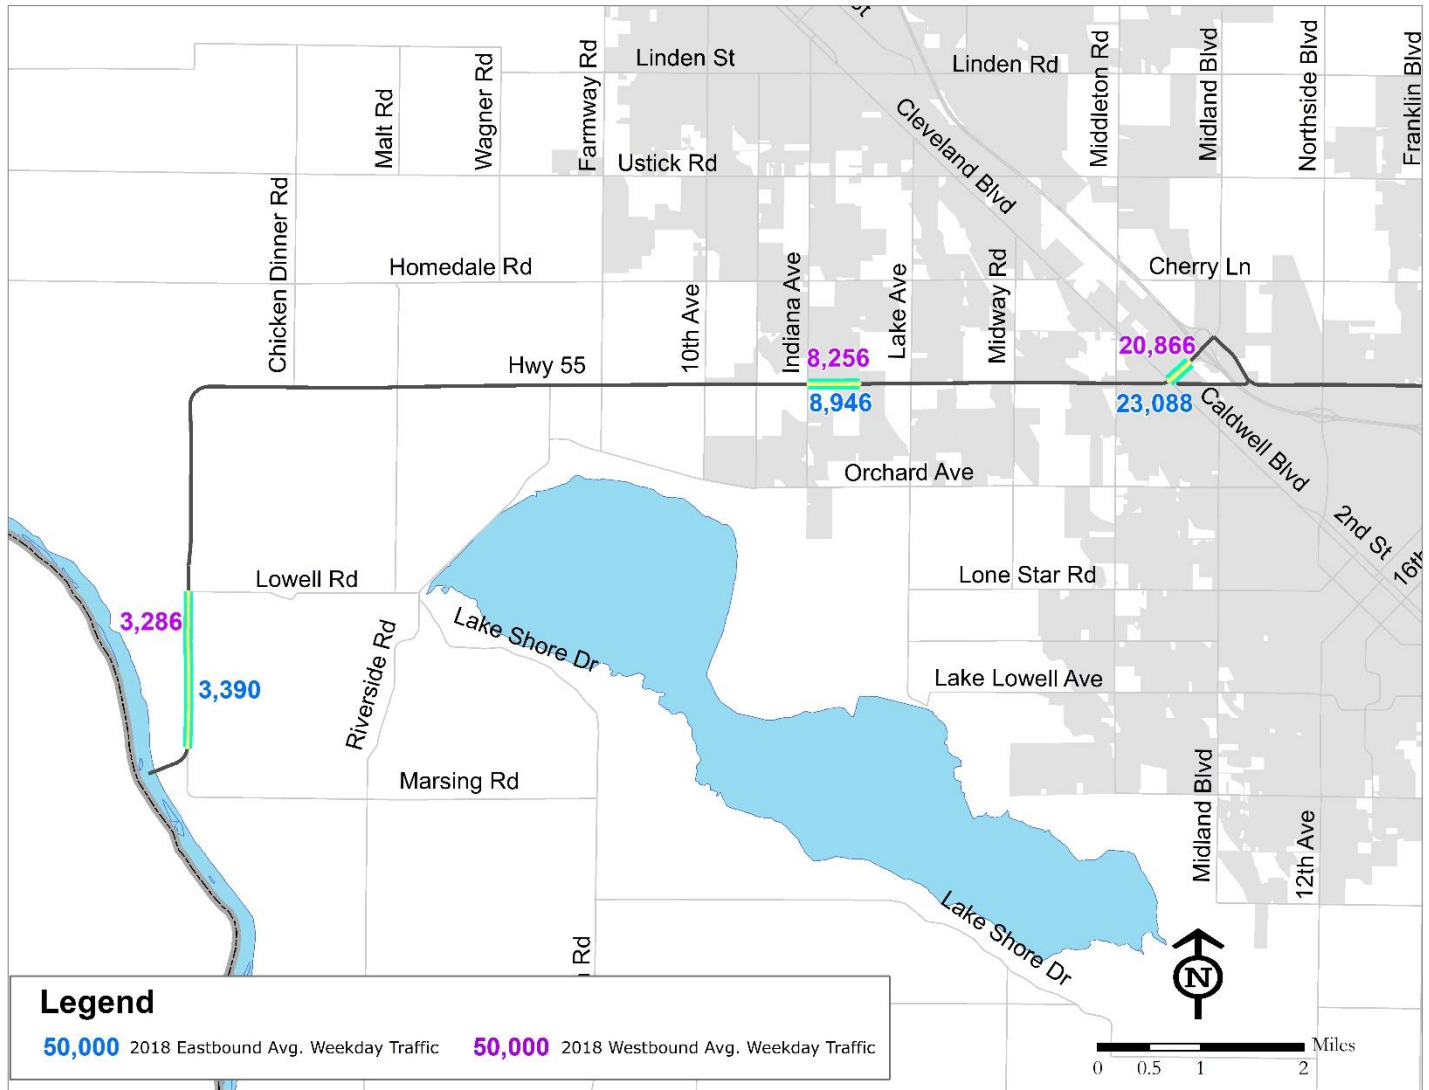 st
Linden St
Linden Rd
Malt Rd
Wagner Rd
Farmway Rd
Middleton Rd
Midland Blvd
Northside Blvd
Franklin Blvd
Cleveland Blvd
Ustick Rd
Chicken Dinner Rd
Homedale Rd
10th Ave
Indiana Ave
Lake Ave
Midway Rd
Cherry Ln
Hwy 55
8,256
8,946
20,866
23,088
Caldwell Blvd
Orchard Ave
2nd St
16th
Lowell Rd
Lone Star Rd
3,286
3,390
Riverside Rd
Lake Shore Dr
Lake Lowell Ave
Marsing Rd
Midland Blvd
12th Ave
Lake Shore Dr
Rd
N
Legend
50,000 2018 Eastbound Avg. Weekday Traffic 50,000 2018 Westbound Avg. Weekday Traffic
Miles
0 0.5 1 2